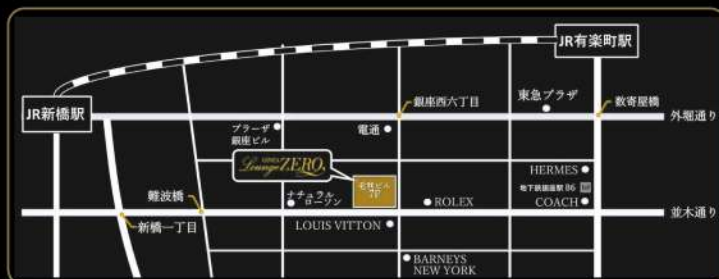 JR有楽町駅
JR新橋駅
銀座西六丁目
東急プラザ
数寄屋橋
外堀通り
プラーザ
銀座ビル
電通
Lounge ZERO
7F
HERMES
地下鉄銀座駅 B6
COACH
難波橋
ナチュラル
ローソン
ROLEX
並木通り
新橋一丁目
LOUIS VITTON
BARNEYS
NEW YORK